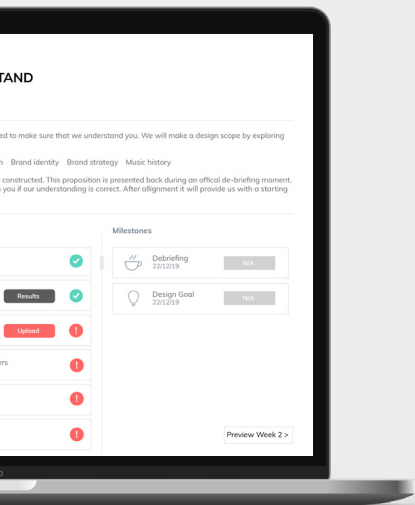 TAND
ed to make sure that we understand you. We will make a design scope by exploring
Brand identity Brand strategy Music history
constructed. This proposition is presented back during an offical de-briefing moment.
you if our understanding is correct. After allignment it will provide us with a starting
Milestones
Debriefing
22/12/19
N/A
Results
Design Goal
22/12/19
N/A
Upload
ers
Preview Week 2 >